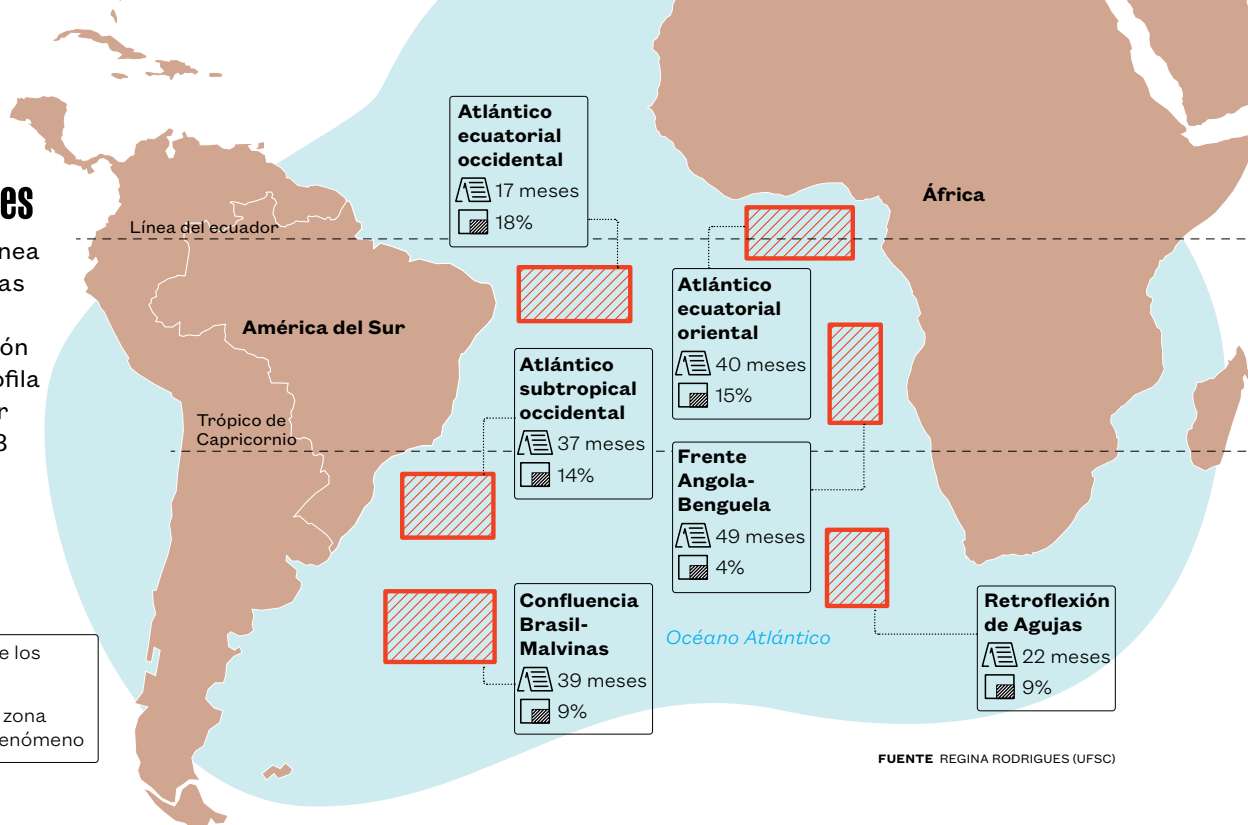 es
nea
as
ón
ofila
r
3
e los
zona
enómeno
Atlántico
ecuatorial
occidental
17 meses
18%
Línea del ecuador
África
América del Sur
Atlántico
ecuatorial
oriental
40 meses
15%
Atlántico
subtropical
occidental
37 meses
14%
Trópico de
Capricornio
Frente
Angola-
Benguela
49 meses
4%
Confluencia
Brasil-
Malvinas
39 meses
9%
Océano Atlántico
Retroflexión
de Agujas
22 meses
9%
FUENTE REGINA RODRIGUES (UFSC)